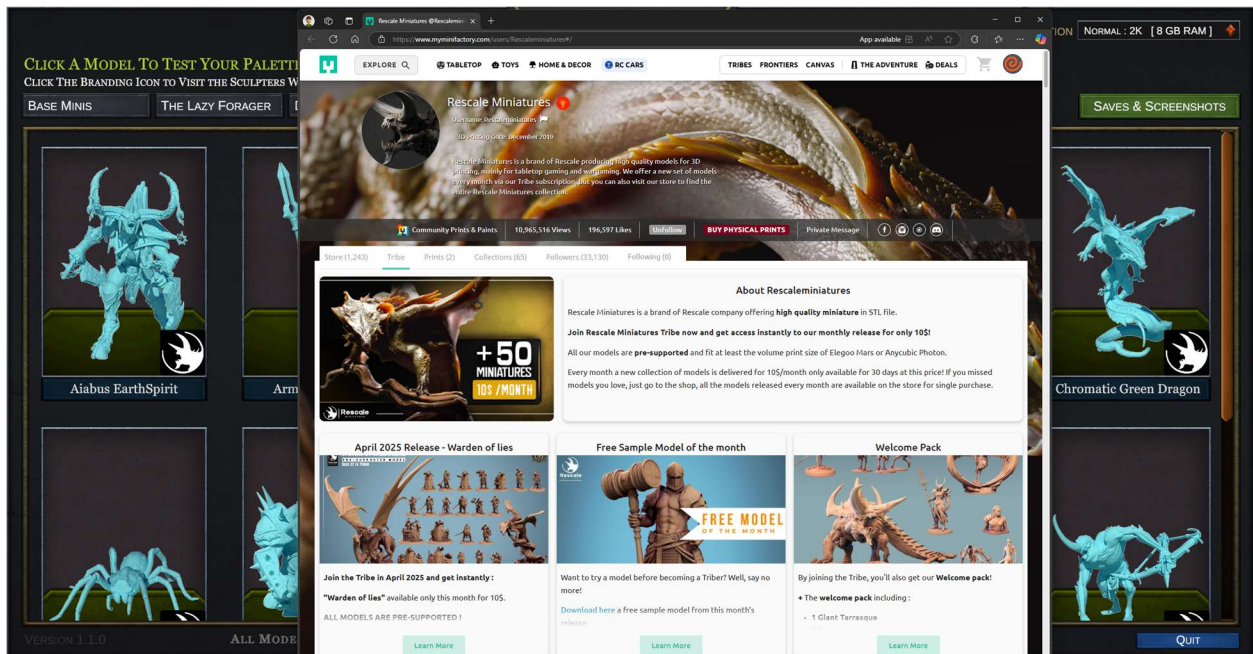 Rescale Miniatures @Rescaleminia
https://www.myminifactory.com/users/Rescaleminiatures#/
App available
NORMAL : 2K [ 8 GB RAM ]
CLICK A MODEL TO TEST YOUR PALETT
CLICK THE BRANDING ICON TO VISIT THE SCULPTERS W
BASE MINIS
THE LAZY FORAGER
SAVES & SCREENSHOTS
EXPLORE
TABLETOP
TOYS
HOME & DECOR
RC CARS
TRIBES
FRONTIERS
CANVAS
THE ADVENTURE
DEALS
Rescale Miniatures
Username: Rescaleminiatures
3D Printing since: December 2019
Rescale Miniatures is a brand of Rescale producing high quality models for 3D
printing, mainly for tabletop gaming and wargaming. We offer a new set of models
every month via our Tribe subscription, but you can also visit our store to find the
entire Rescale Miniatures collection.
Community Prints & Paints
10,965,516 Views
196,597 Likes
Unfollow
BUY PHYSICAL PRINTS
Private Message
Store (1,243)
Tribe
Prints (2)
Collections (65)
Followers (33,130)
Following (0)
+50
MINIATURES
10$ /MONTH
Rescale
About Rescaleminiatures
Rescale Miniatures is a brand of Rescale company offering high quality miniature in STL file.
Join Rescale Miniatures Tribe now and get access instantly to our monthly release for only 10$!
All our models are pre-supported and fit at least the volume print size of Elegoo Mars or Anycubic Photon.
Every month a new collection of models is delivered for 10$/month only available for 30 days at this price! If you missed
models you love, just go to the shop, all the models released every month are available on the store for single purchase.
Aiabus EarthSpirit
Arm
Chromatic Green Dragon
April 2025 Release - Warden of lies
Join the Tribe in April 2025 and get instantly :
"Warden of lies" available only this month for 10$.
ALL MODELS ARE PRE-SUPPORTED !
Learn More
Free Sample Model of the month
Rescale
FREE MODEL
OF THE MONTH
Want to try a model before becoming a Triber? Well, say no
more!
Download here a free sample model from this month's
release
Learn More
Welcome Pack
By joining the Tribe, you'll also get our Welcome pack!
+ The welcome pack including :
• 1 Giant Tarrasque
Learn More
VERSION 1.1.0
ALL MODE
QUIT